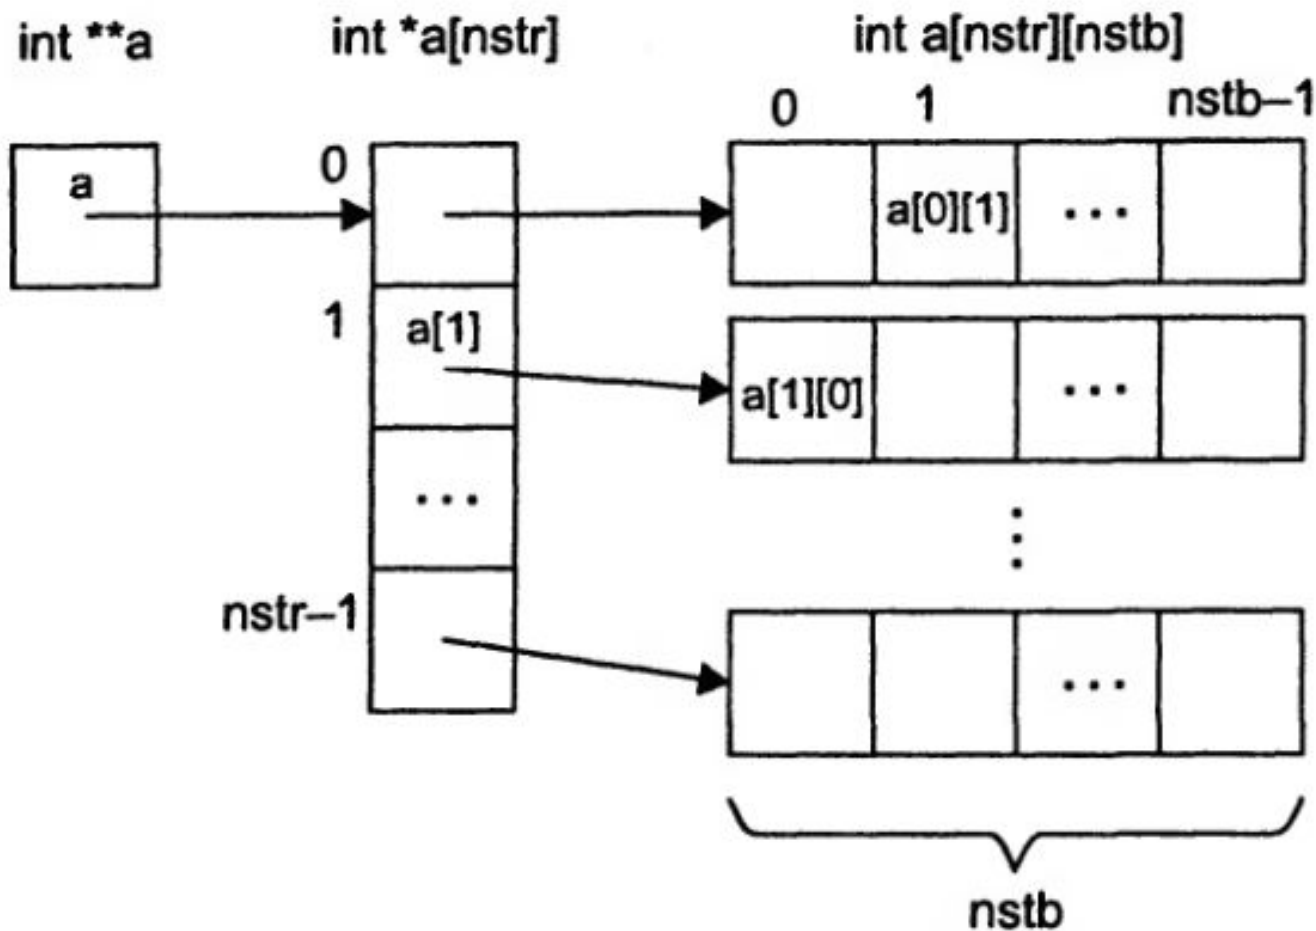 int **a
int *a[nstr]
int a[nstr][nstb]
0
1
nstb–1
a
0
a[0][1]
...
1
a[1]
a[1][0]
...
...
nstr–1
...
nstb